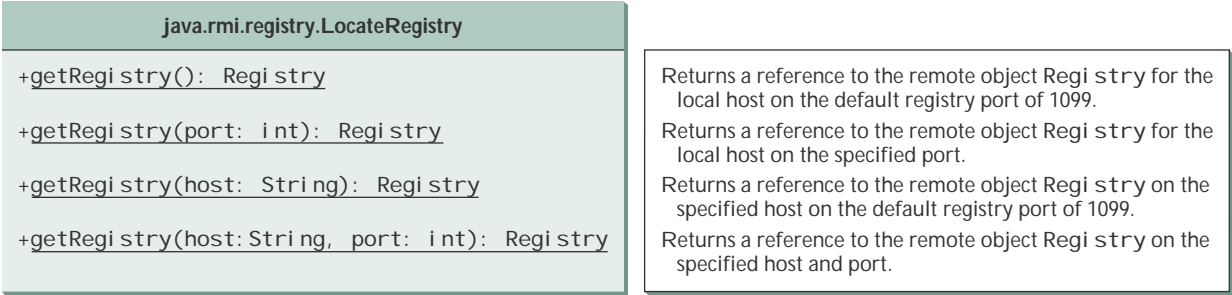 java.rmi.registry.LocateRegistry
+getRegistry(): Registry
+getRegistry(port: int): Registry
+getRegistry(host: String): Registry
+getRegistry(host:String, port: int): Registry
Returns a reference to the remote object Registry for the
local host on the default registry port of 1099.
Returns a reference to the remote object Registry for the
local host on the specified port.
Returns a reference to the remote object Registry on the
specified host on the default registry port of 1099.
Returns a reference to the remote object Registry on the
specified host and port.